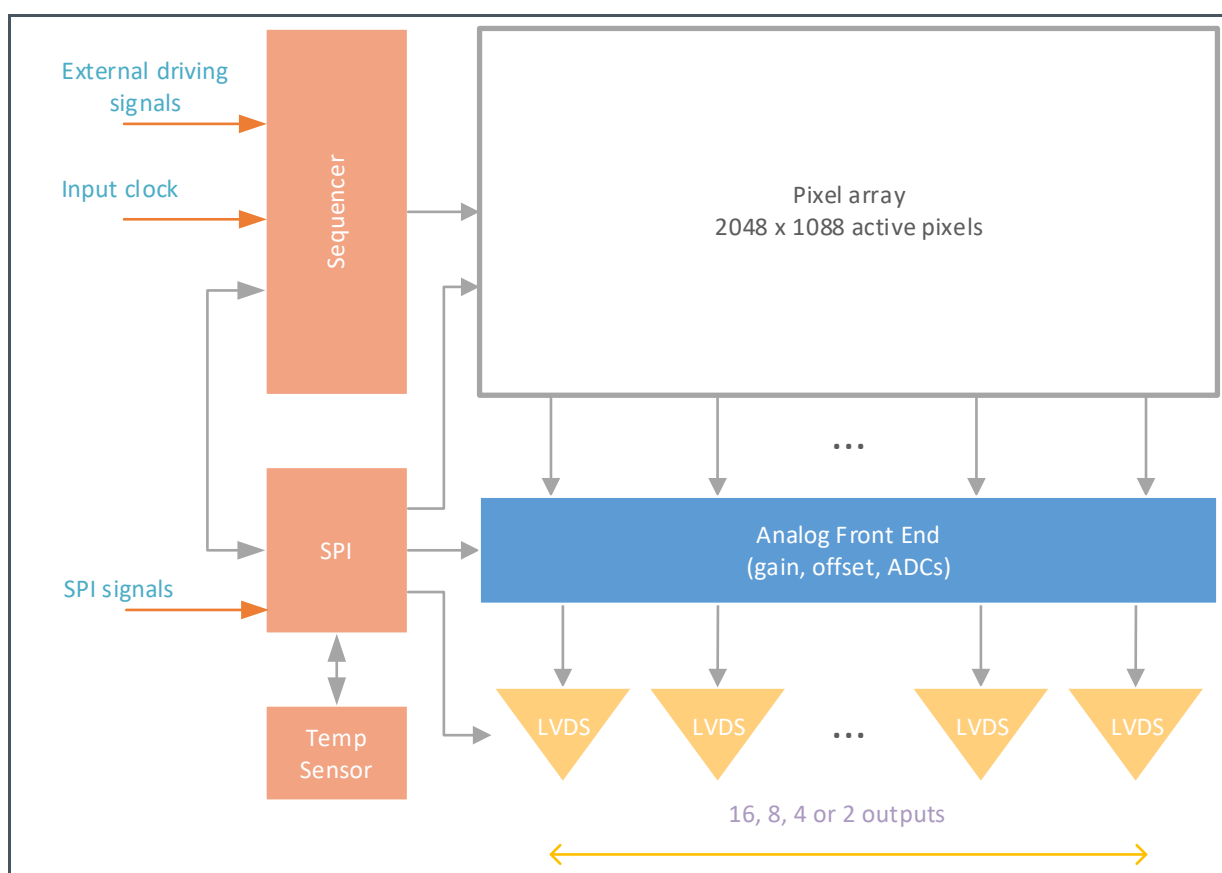 External driving
signals
Input clock
Sequencer
Pixel array
2048 x 1088 active pixels
...
SPI
SPI signals
Analog Front End
(gain, offset, ADCs)
Temp
Sensor
LVDS
LVDS
...
LVDS
LVDS
16, 8, 4 or 2 outputs